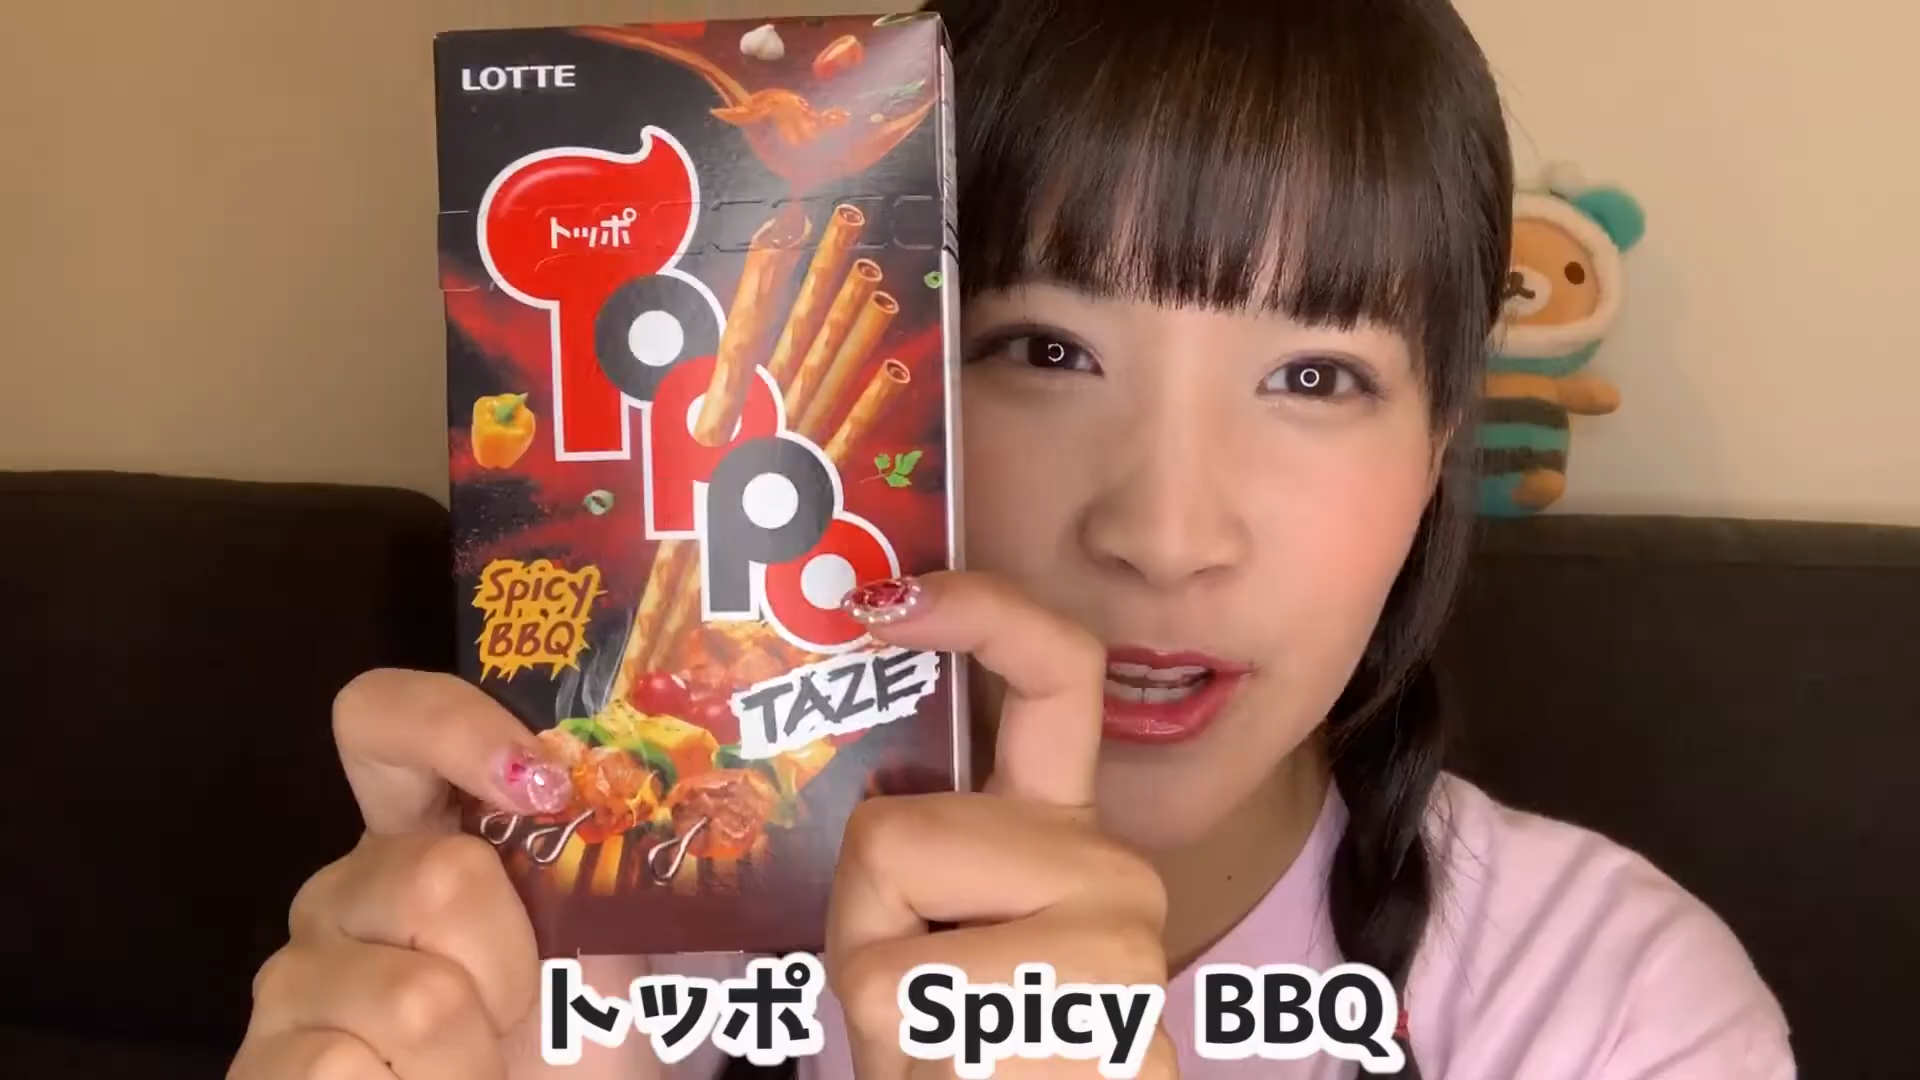 LOTTE
トッポ
TOPPO
Spicy
BBQ
TAZE
トッポ Spicy BBQ